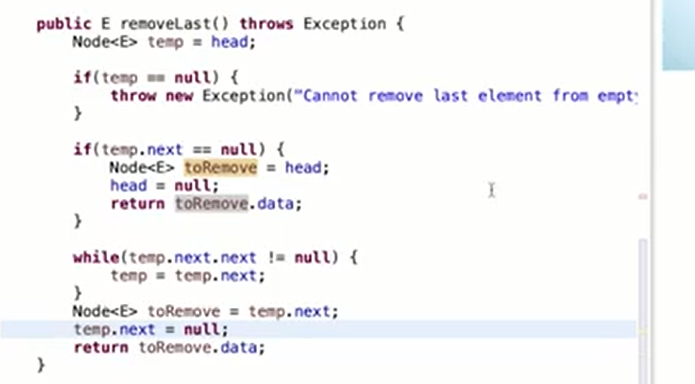 public E removeLast() throws Exception {
Node<E> temp = head;
if(temp == null) {
throw new Exception("Cannot remove last element from
}
if(temp.next == null) {
Node<E> toRemove = head;
head = null;
return toRemove.data;
}
while(temp.next.next != null) {
temp = temp.next;
}
Node<E> toRemove = temp.next;
temp.next = null;
return toRemove.data;
}